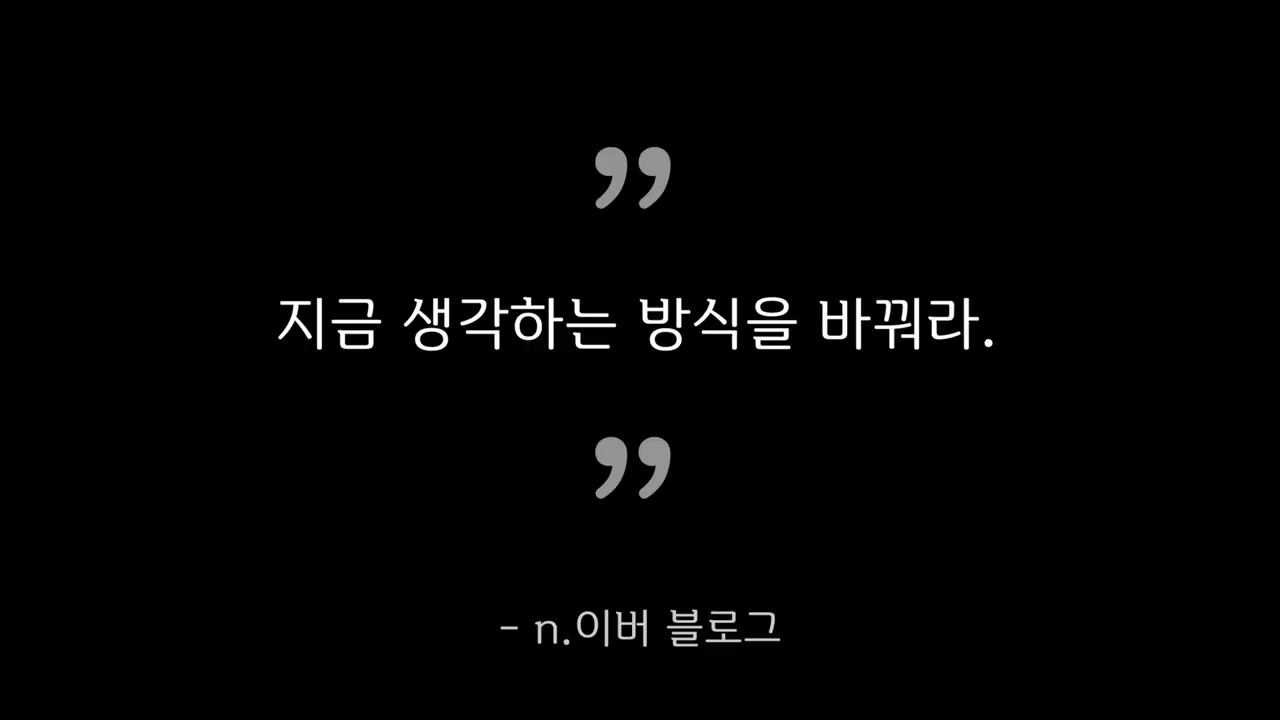 ”
지금 생각하는 방식을 바꿔라.
”
- n.이버 블로그